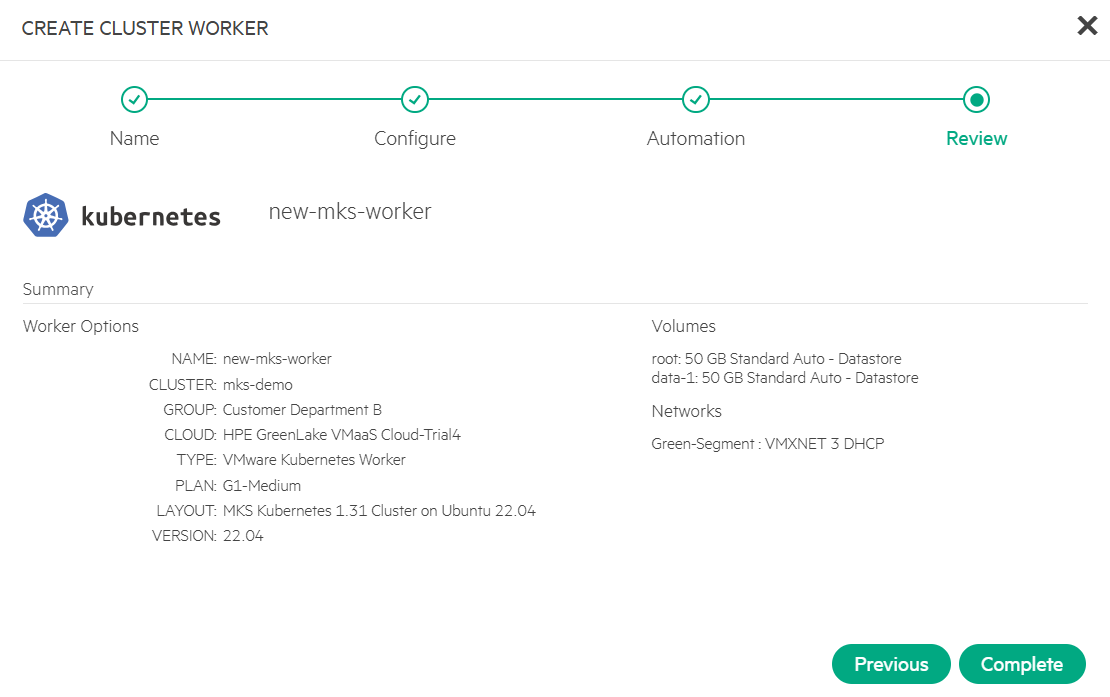 CREATE CLUSTER WORKER
Name
Configure
Automation
Review
kubernetes
new-mks-worker
Summary
Worker Options
NAME: new-mks-worker
CLUSTER: mks-demo
GROUP: Customer Department B
CLOUD: HPE GreenLake VMaaS Cloud-Trial4
TYPE: VMware Kubernetes Worker
PLAN: G1-Medium
LAYOUT: MKS Kubernetes 1.31 Cluster on Ubuntu 22.04
VERSION: 22.04
Volumes
root: 50 GB Standard Auto - Datastore
data-1: 50 GB Standard Auto - Datastore
Networks
Green-Segment : VMXNET 3 DHCP
Previous
Complete